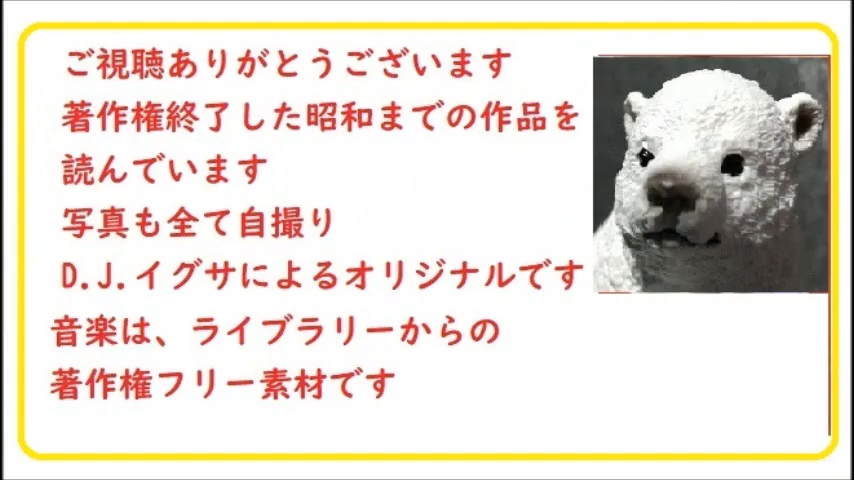 ご視聴ありがとうございます
著作権終了した昭和までの作品を
読んでいます
写真も全て自撮り
D.J.イグサによるオリジナルです
音楽は、ライブラリーからの
著作権フリー素材です